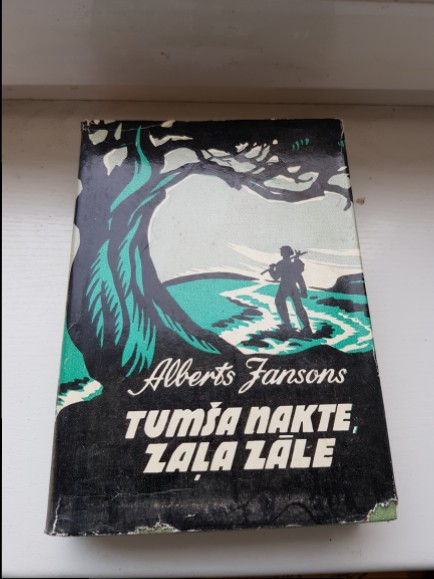 Alberts Jansons
TUMŠA NAKTE,
ZAĻA ZĀLE